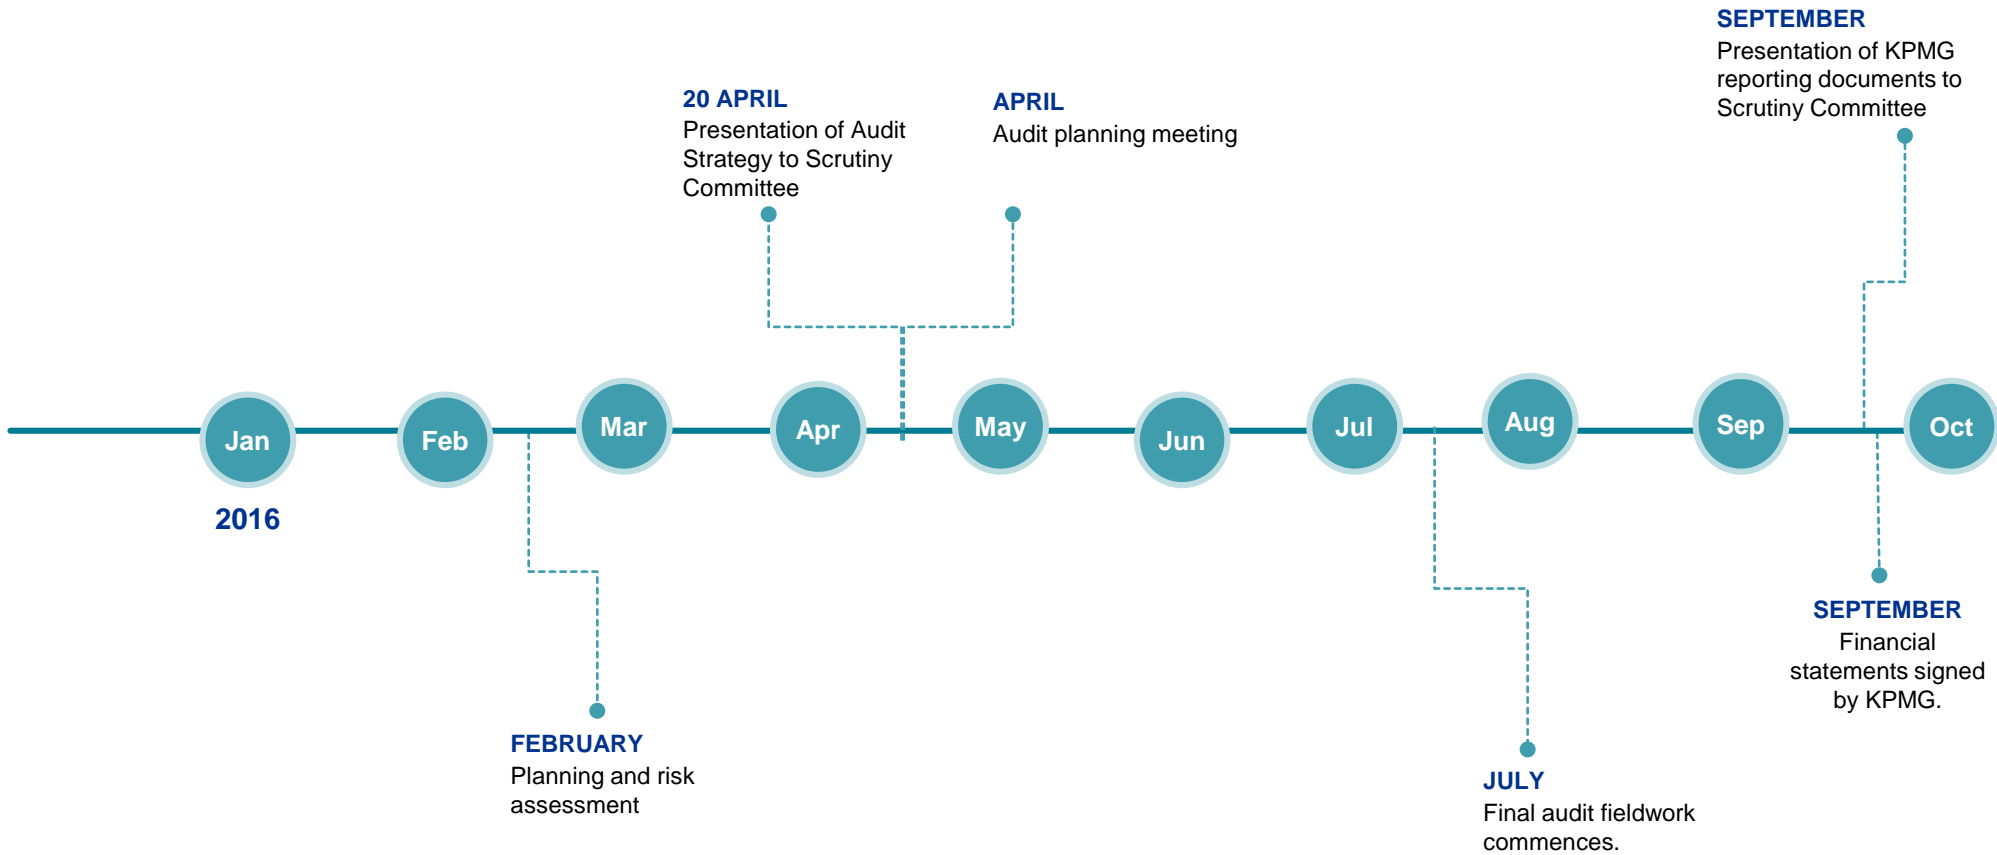 SEPTEMBER
Presentation of KPMG
reporting documents to
Scrutiny Committee
20 APRIL
Presentation of Audit
Strategy to Scrutiny
Committee
APRIL
Audit planning meeting
Jan
Feb
Mar
Apr
May
Jun
Jul
Aug
Sep
Oct
2016
FEBRUARY
Planning and risk
assessment
JULY
Final audit fieldwork
commences.
SEPTEMBER
Financial
statements signed
by KPMG.